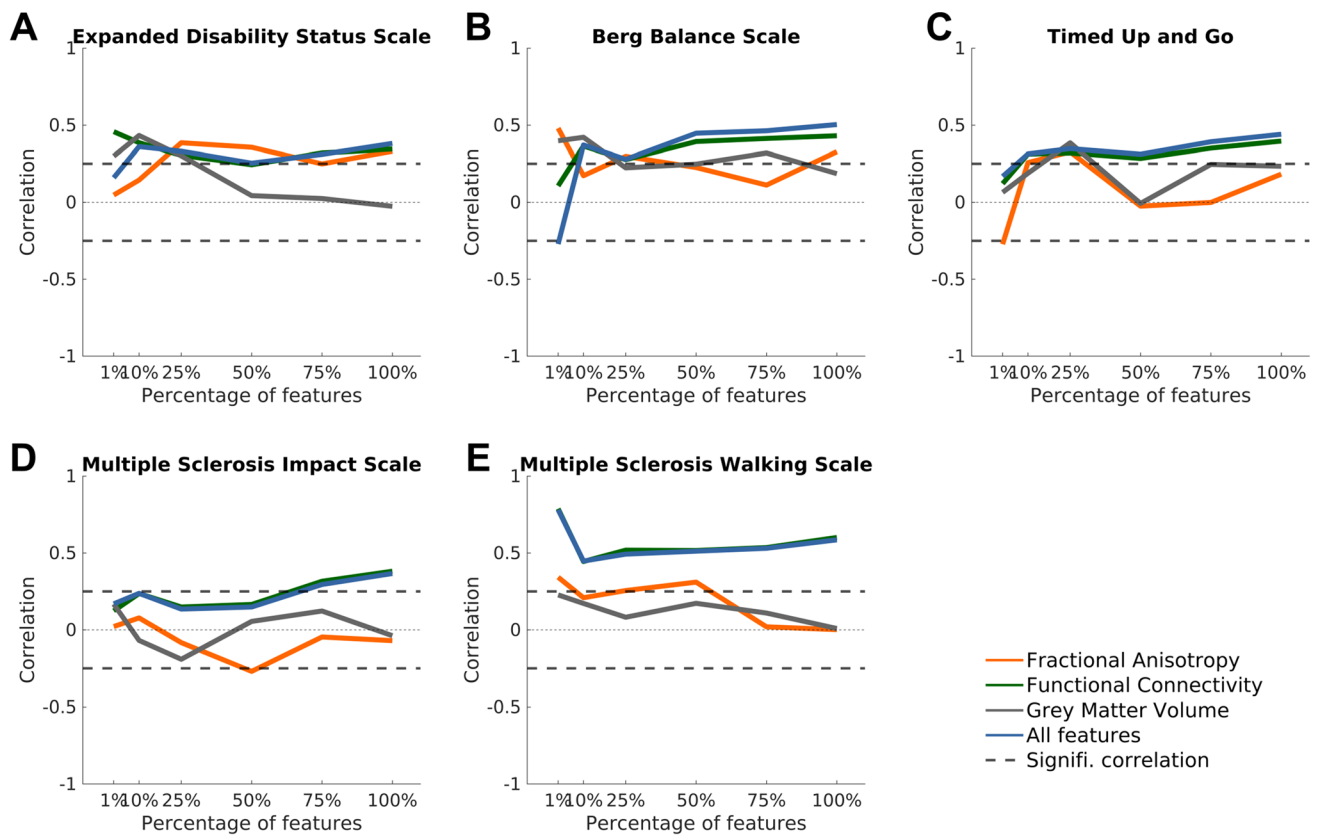 A
Expanded Disability Status Scale
1
0.5
0
-0.5
-1
Correlation
1%
10%
25%
50%
75%
100%
Percentage of features
B
Berg Balance Scale
1
0.5
0
-0.5
-1
Correlation
1%
10%
25%
50%
75%
100%
Percentage of features
C
Timed Up and Go
1
0.5
0
-0.5
-1
Correlation
1%
10%
25%
50%
75%
100%
Percentage of features
D
Multiple Sclerosis Impact Scale
1
0.5
0
-0.5
-1
Correlation
1%
10%
25%
50%
75%
100%
Percentage of features
E
Multiple Sclerosis Walking Scale
1
0.5
0
-0.5
-1
Correlation
1%
10%
25%
50%
75%
100%
Percentage of features
Fractional Anisotropy
Functional Connectivity
Grey Matter Volume
All features
Signifi. correlation